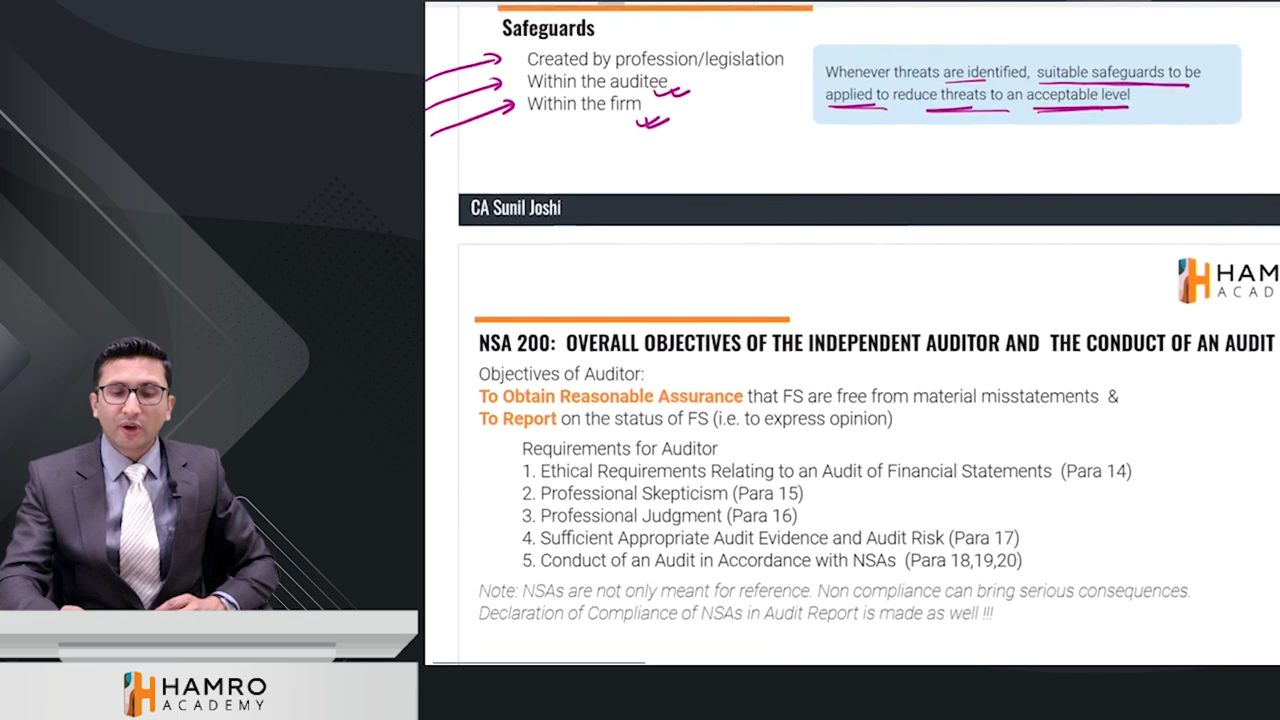 Safeguards
Created by profession/legislation
Within the auditee
Within the firm
Whenever threats are identified, suitable safeguards to be
applied to reduce threats to an acceptable level
CA Sunil Joshi
HAM
ACAD
NSA 200: OVERALL OBJECTIVES OF THE INDEPENDENT AUDITOR AND THE CONDUCT OF AN AUDIT
Objectives of Auditor:
To Obtain Reasonable Assurance that FS are free from material misstatements &
To Report on the status of FS (i.e. to express opinion)
Requirements for Auditor
1. Ethical Requirements Relating to an Audit of Financial Statements (Para 14)
2. Professional Skepticism (Para 15)
3. Professional Judgment (Para 16)
4. Sufficient Appropriate Audit Evidence and Audit Risk (Para 17)
5. Conduct of an Audit in Accordance with NSAs (Para 18,19,20)
Note: NSAs are not only meant for reference. Non compliance can bring serious consequences.
Declaration of Compliance of NSAs in Audit Report is made as well !!!
HAMRO
ACADEMY